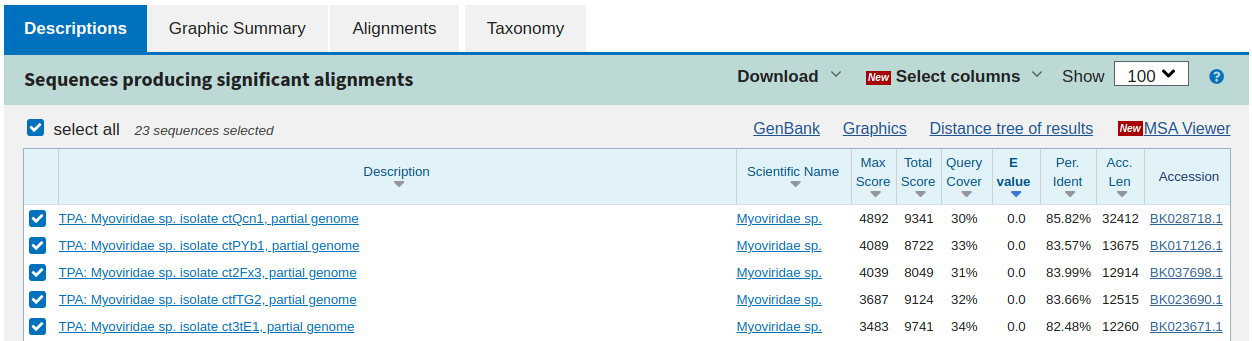 Descriptions Graphic Summary Alignments Taxonomy
Sequences producing significant alignments Download New Select columns Show 100 ?
select all 23 sequences selected GenBank Graphics Distance tree of results New MSA Viewer
Description Scientific Name Max Score Total Score Query Cover E value Per. Ident Acc. Len Accession
TPA: Myoviridae sp. isolate ctQcn1, partial genome Myoviridae sp. 4892 9341 30% 0.0 85.82% 32412 BK028718.1
TPA: Myoviridae sp. isolate ctPYb1, partial genome Myoviridae sp. 4089 8722 33% 0.0 83.57% 13675 BK017126.1
TPA: Myoviridae sp. isolate ct2Fx3, partial genome Myoviridae sp. 4039 8049 31% 0.0 83.99% 12914 BK037698.1
TPA: Myoviridae sp. isolate ctfTG2, partial genome Myoviridae sp. 3687 9124 32% 0.0 83.66% 12515 BK023690.1
TPA: Myoviridae sp. isolate ct3tE1, partial genome Myoviridae sp. 3483 9741 34% 0.0 82.48% 12260 BK023671.1